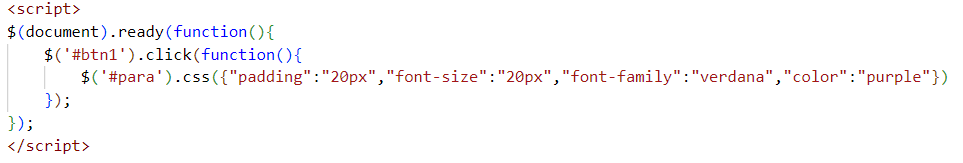 <script>
$(document).ready(function(){
    $('#btn1').click(function(){
        $('#para').css({"padding":"20px","font-size":"20px","font-family":"verdana","color":"purple"})
    });
});
</script>